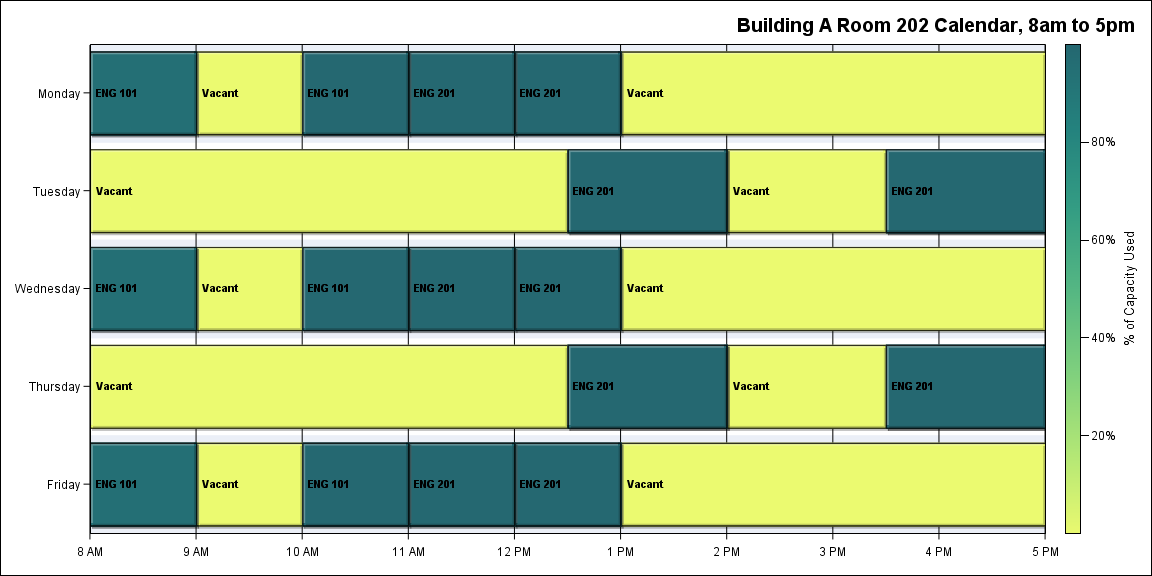 Building A Room 202 Calendar, 8am to 5pm
Monday
ENG 101
Vacant
ENG 101
ENG 201
ENG 201
Vacant
Tuesday
Vacant
ENG 201
Vacant
ENG 201
Wednesday
ENG 101
Vacant
ENG 101
ENG 201
ENG 201
Vacant
Thursday
Vacant
ENG 201
Vacant
ENG 201
Friday
ENG 101
Vacant
ENG 101
ENG 201
ENG 201
Vacant
8 AM
9 AM
10 AM
11 AM
12 PM
1 PM
2 PM
3 PM
4 PM
5 PM
80%
60%
40%
20%
% of Capacity Used